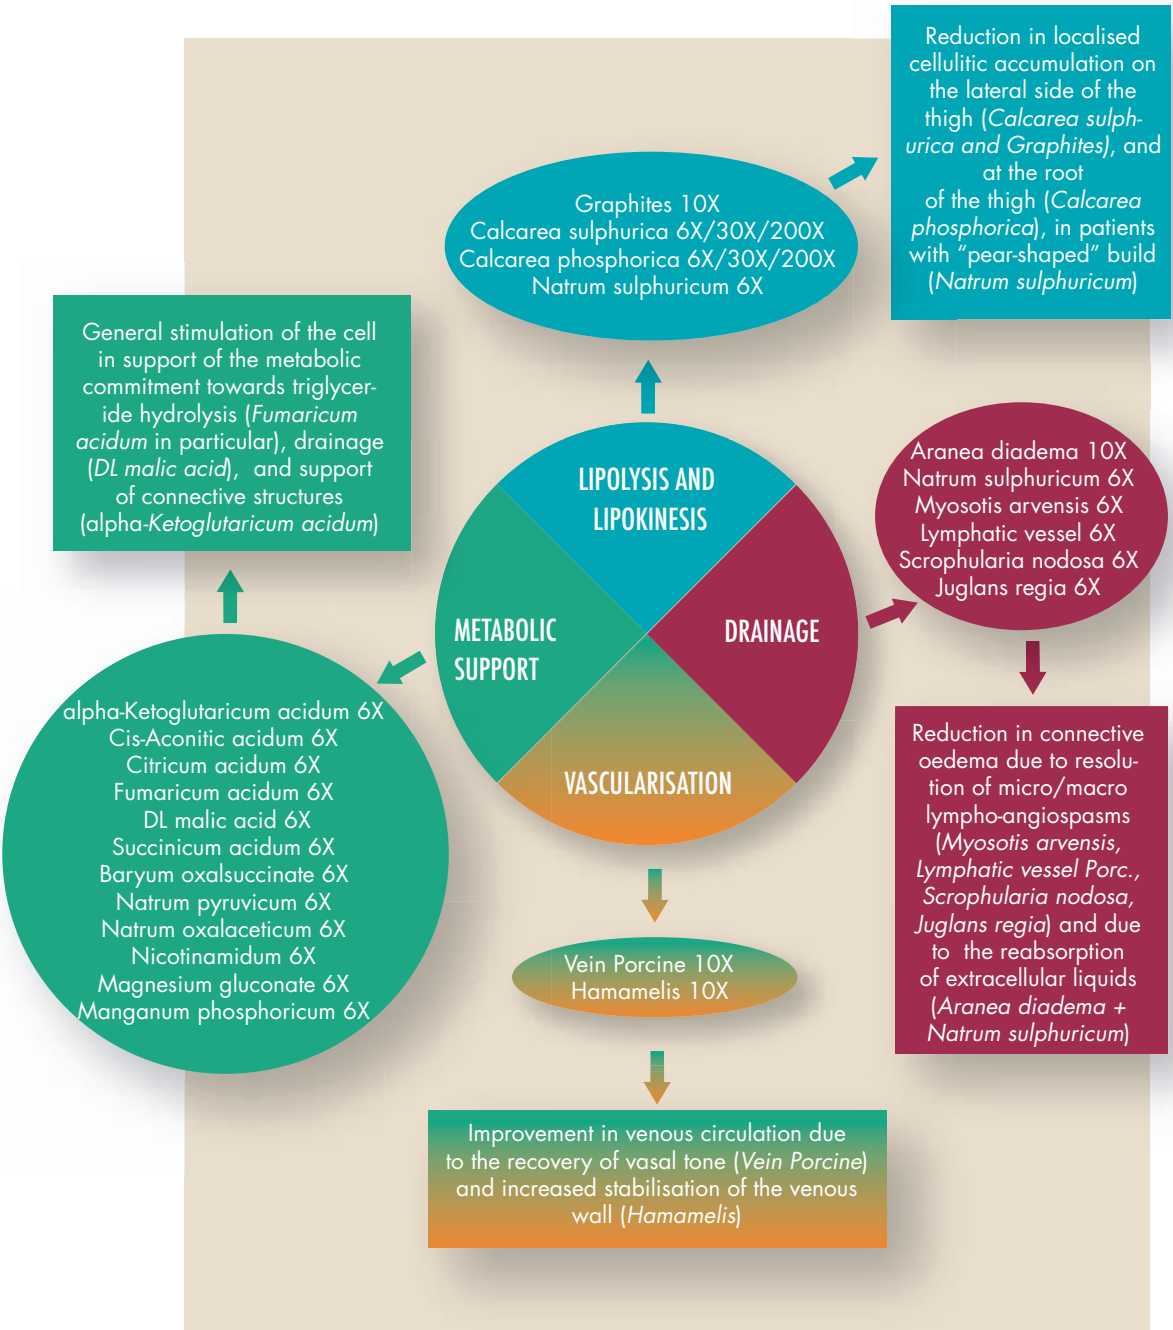 Reduction in localised
cellulitic accumulation on
the lateral side of the
thigh (Calcarea sulph-
urica and Graphites), and
at the root
of the thigh (Calcarea
phosphorica), in patients
with “pear-shaped” build
(Natrum sulphuricum)
Graphites 10X
Calcarea sulphurica 6X/30X/200X
Calcarea phosphorica 6X/30X/200X
Natrum sulphuricum 6X
General stimulation of the cell
in support of the metabolic
commitment towards triglycer-
ide hydrolysis (Fumaricum
acidum in particular), drainage
(DL malic acid),  and support
of connective structures
(alpha-Ketoglutaricum acidum)
Aranea diadema 10X
Natrum sulphuricum 6X
Myosotis arvensis 6X
Lymphatic vessel 6X
Scrophularia nodosa 6X
Juglans regia 6X
LIPOLYSIS AND
LIPOKINESIS
METABOLIC
SUPPORT
DRAINAGE
VASCULARISATION
alpha-Ketoglutaricum acidum 6X
Cis-Aconitic acidum 6X
Citricum acidum 6X
Fumaricum acidum 6X
DL malic acid 6X
Succinicum acidum 6X
Baryum oxalsuccinate 6X
Natrum pyruvicum 6X
Natrum oxalaceticum 6X
Nicotinamidum 6X
Magnesium gluconate 6X
Manganum phosphoricum 6X
Reduction in connective
oedema due to resolu-
tion of micro/macro
lympho-angiospasms
(Myosotis arvensis,
Lymphatic vessel Porc.,
Scrophularia nodosa,
Juglans regia) and due
to  the reabsorption
of extracellular liquids
(Aranea diadema +
Natrum sulphuricum)
Vein Porcine 10X
Hamamelis 10X
Improvement in venous circulation due
to the recovery of vasal tone (Vein Porcine)
and increased stabilisation of the venous
wall (Hamamelis)